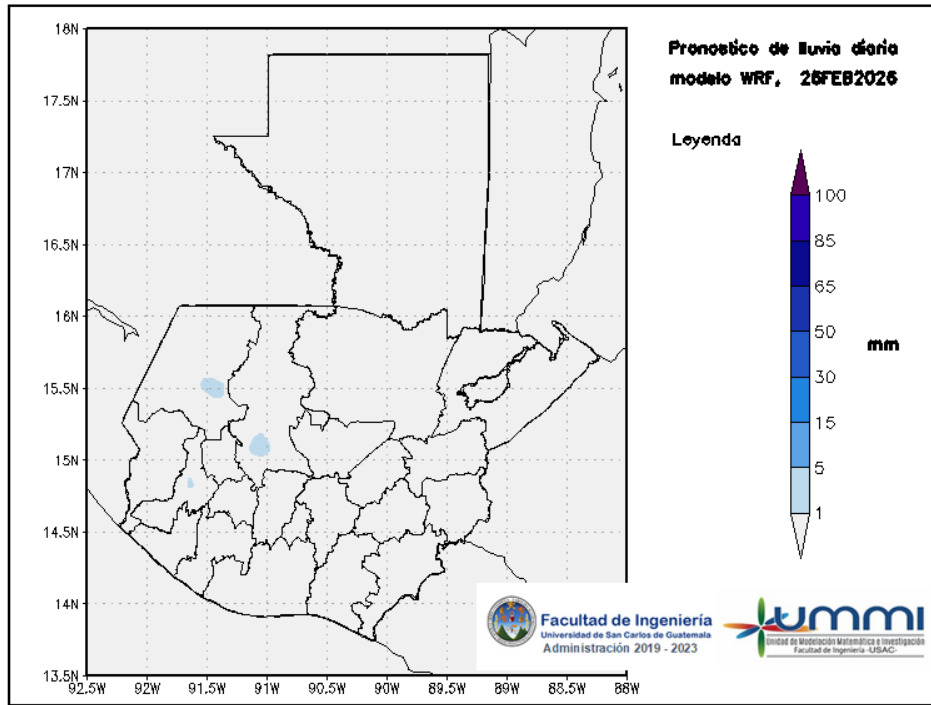 Pronostico de lluvia diaria
modelo WRF,
Leyenda
100
85
65
50
30
15
5
1
mm
18N
17.5N
17N
16.5N
16N
15.5N
15N
14.5N
14N
13.5N
92.5W 92W 91.5W 91W 90.5W 90W 89.5W 89W 88.5W 88W
Facultad de Ingeniería
Universidad de San Carlos de Guatemala
Administración 2019 - 2023
UMMI
Unidad de Modelación Matemática e Investigación
Facultad de Ingeniería -USAC-